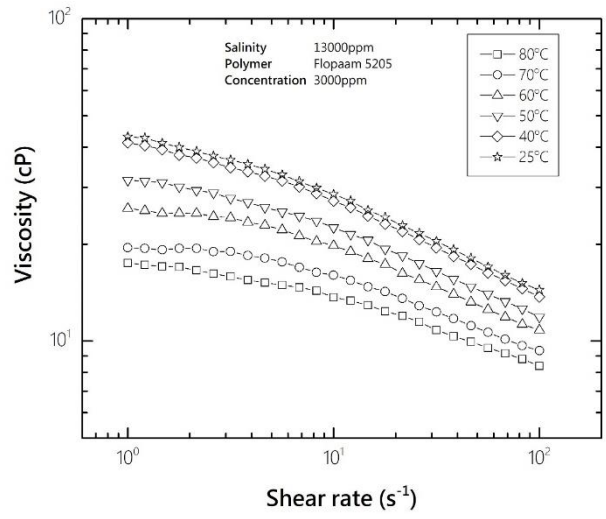 10²
Salinity 13000ppm
Polymer Flopaam 5205
Concentration 3000ppm
80°C
70°C
60°C
50°C
40°C
25°C
Viscosity (cP)
10¹
10⁰ 10¹ 10²
Shear rate (s⁻¹)